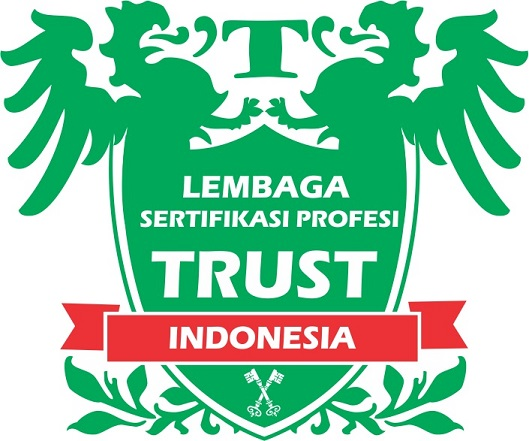 T
LEMBAGA
SERTIFIKASI PROFESI
TRUST
INDONESIA